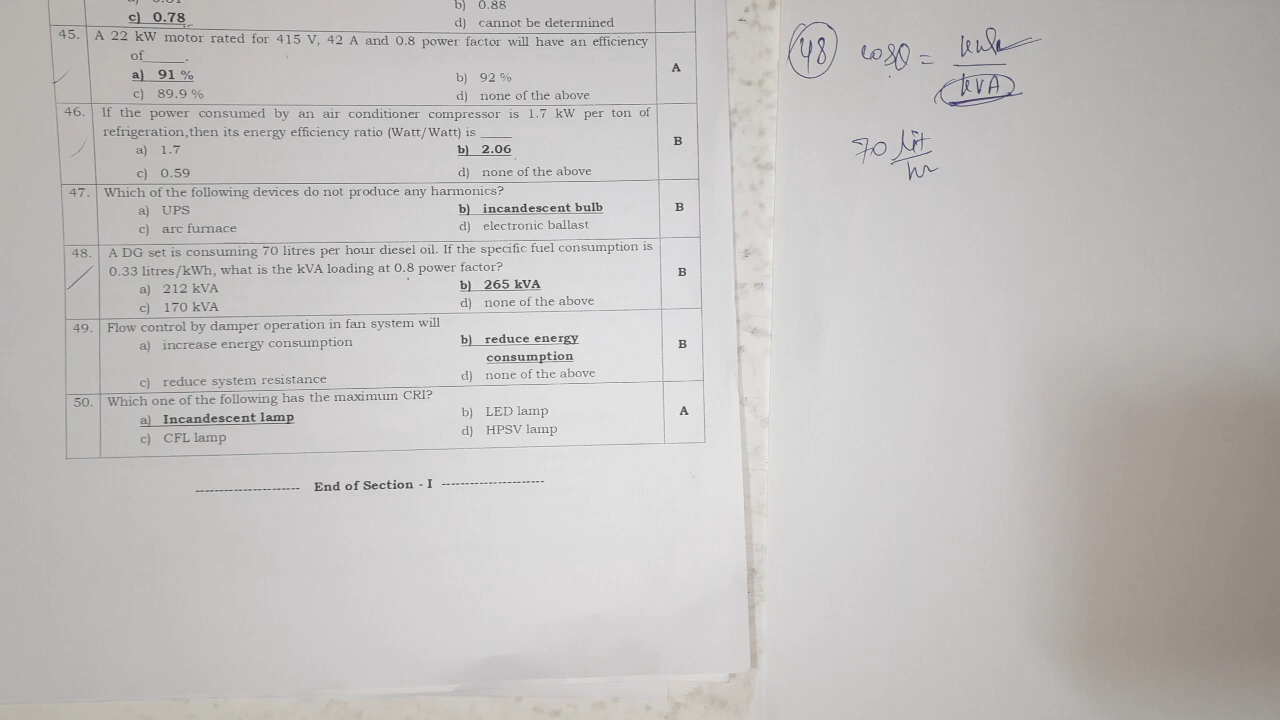 c) 0.78
b) 0.88
d) cannot be determined
45. A 22 kW motor rated for 415 V, 42 A and 0.8 power factor will have an efficiency
of_____.
a) 91 %
b) 92 %
c) 89.9 %
d) none of the above
A
46. If the power consumed by an air conditioner compressor is 1.7 kW per ton of
refrigeration,then its energy efficiency ratio (Watt/Watt) is ____
a) 1.7
b) 2.06
c) 0.59
d) none of the above
B
47. Which of the following devices do not produce any harmonics?
a) UPS
b) incandescent bulb
c) arc furnace
d) electronic ballast
B
48. A DG set is consuming 70 litres per hour diesel oil. If the specific fuel consumption is
0.33 litres/kWh, what is the kVA loading at 0.8 power factor?
a) 212 kVA
b) 265 kVA
c) 170 kVA
d) none of the above
B
49. Flow control by damper operation in fan system will
a) increase energy consumption
b) reduce energy
consumption
c) reduce system resistance
d) none of the above
B
50. Which one of the following has the maximum CRI?
a) Incandescent lamp
b) LED lamp
c) CFL lamp
d) HPSV lamp
A
----------------------- End of Section - I -----------------------
48 cosθ =
kVA
70 lit
hr